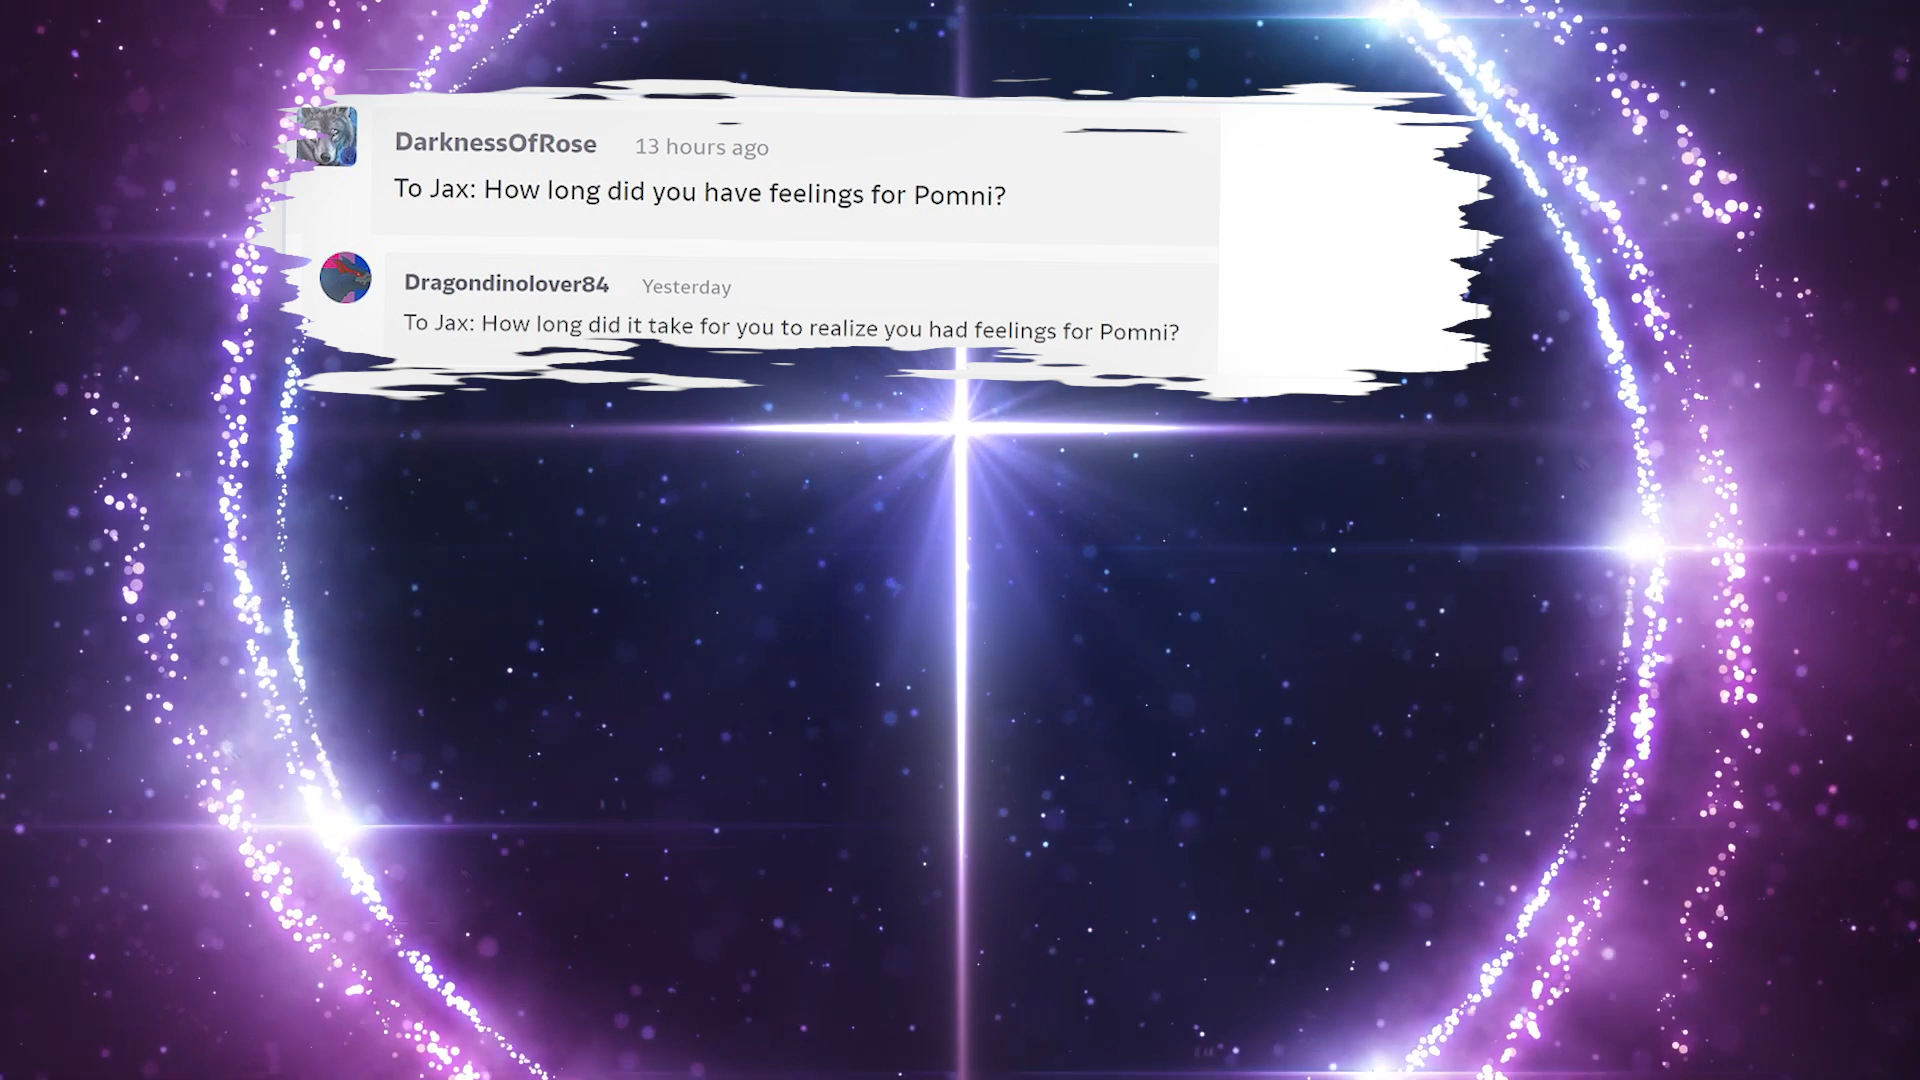 DarknessOfRose 13 hours ago
To Jax: How long did you have feelings for Pomni?
Dragondinolover84 Yesterday
To Jax: How long did it take for you to realize you had feelings for Pomni?